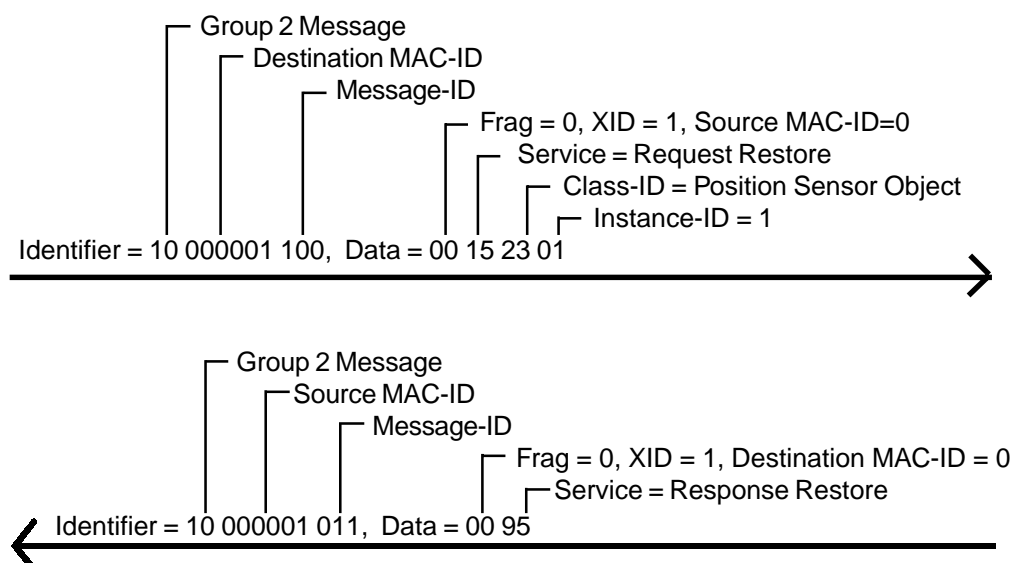 Group 2 Message
Destination MAC-ID
Message-ID
Frag = 0, XID = 1, Source MAC-ID=0
Service = Request Restore
Class-ID = Position Sensor Object
Instance-ID = 1
Identifier = 10 000001 100, Data = 00 15 23 01
Group 2 Message
Source MAC-ID
Message-ID
Frag = 0, XID = 1, Destination MAC-ID = 0
Service = Response Restore
Identifier = 10 000001 011, Data = 00 95